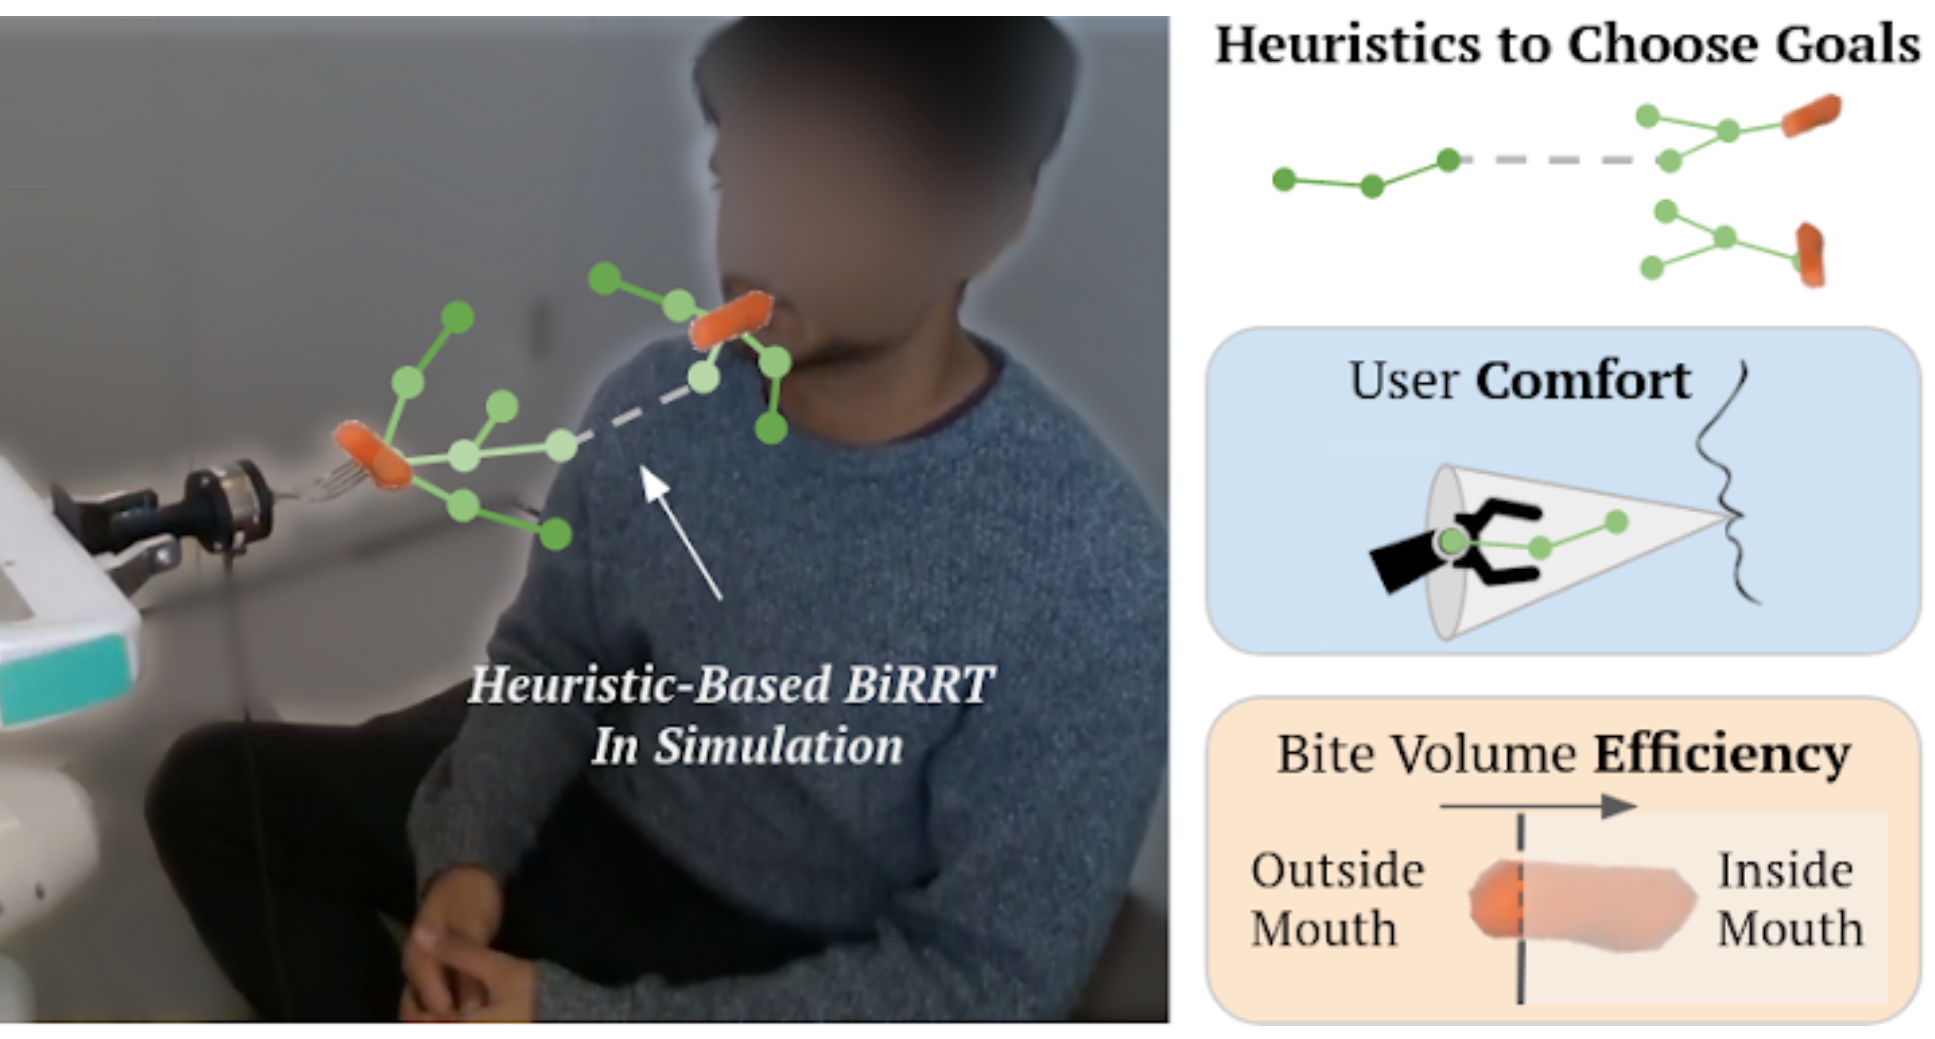 Heuristic-Based BiRRT
In Simulation
Heuristics to Choose Goals
User Comfort
Bite Volume Efficiency
Outside
Mouth
Inside
Mouth